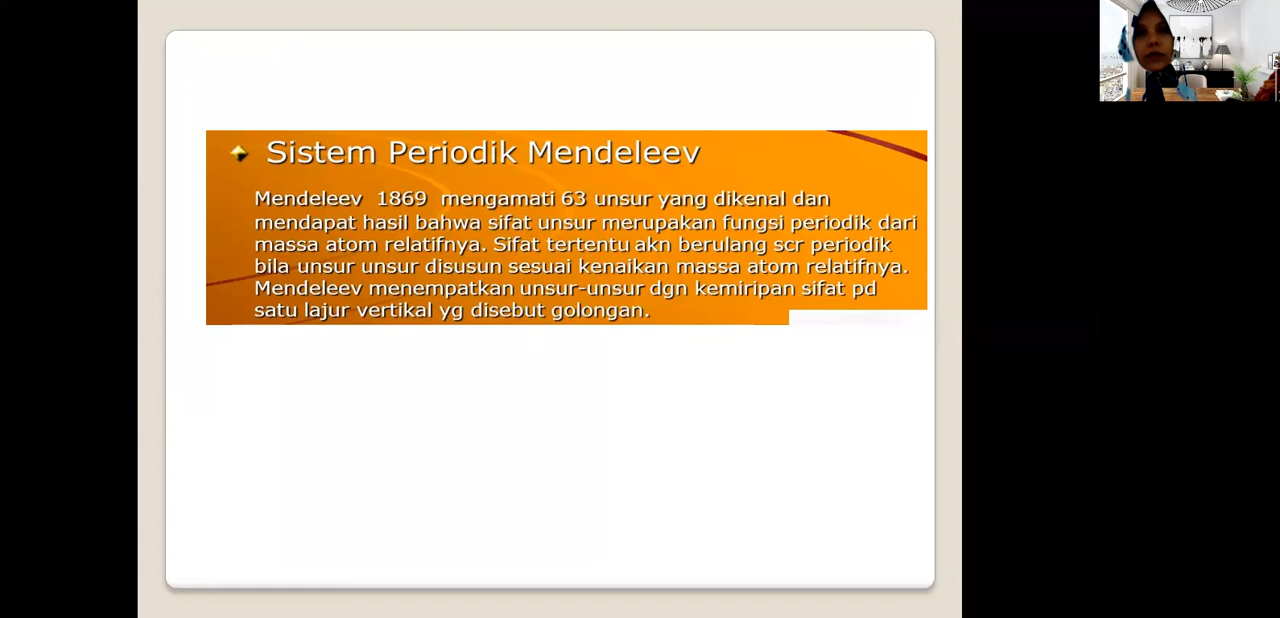 Sistem Periodik Mendeleev
Mendeleev 1869 mengamati 63 unsur yang dikenal dan
mendapat hasil bahwa sifat unsur merupakan fungsi periodik dari
massa atom relatifnya. Sifat tertentu akn berulang scr periodik
bila unsur unsur disusun sesuai kenaikan massa atom relatifnya.
Mendeleev menempatkan unsur-unsur dgn kemiripan sifat pd
satu lajur vertikal yg disebut golongan.